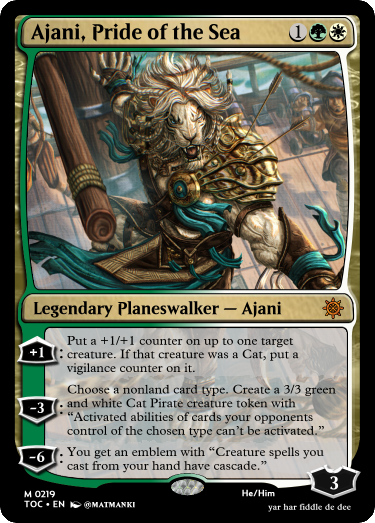 Ajani, Pride of the Sea 1
Legendary Planeswalker — Ajani
+1: Put a +1/+1 counter on up to one target
creature. If that creature was a Cat, put a
vigilance counter on it.
-3: Choose a nonland card type. Create a 3/3 green
and white Cat Pirate creature token with
“Activated abilities of cards your opponents
control of the chosen type can't be activated.”
-6: You get an emblem with “Creature spells you
cast from your hand have cascade.”
3
M 0219
TOC • EN @MATMANKI
He/Him
yar har fiddle de dee